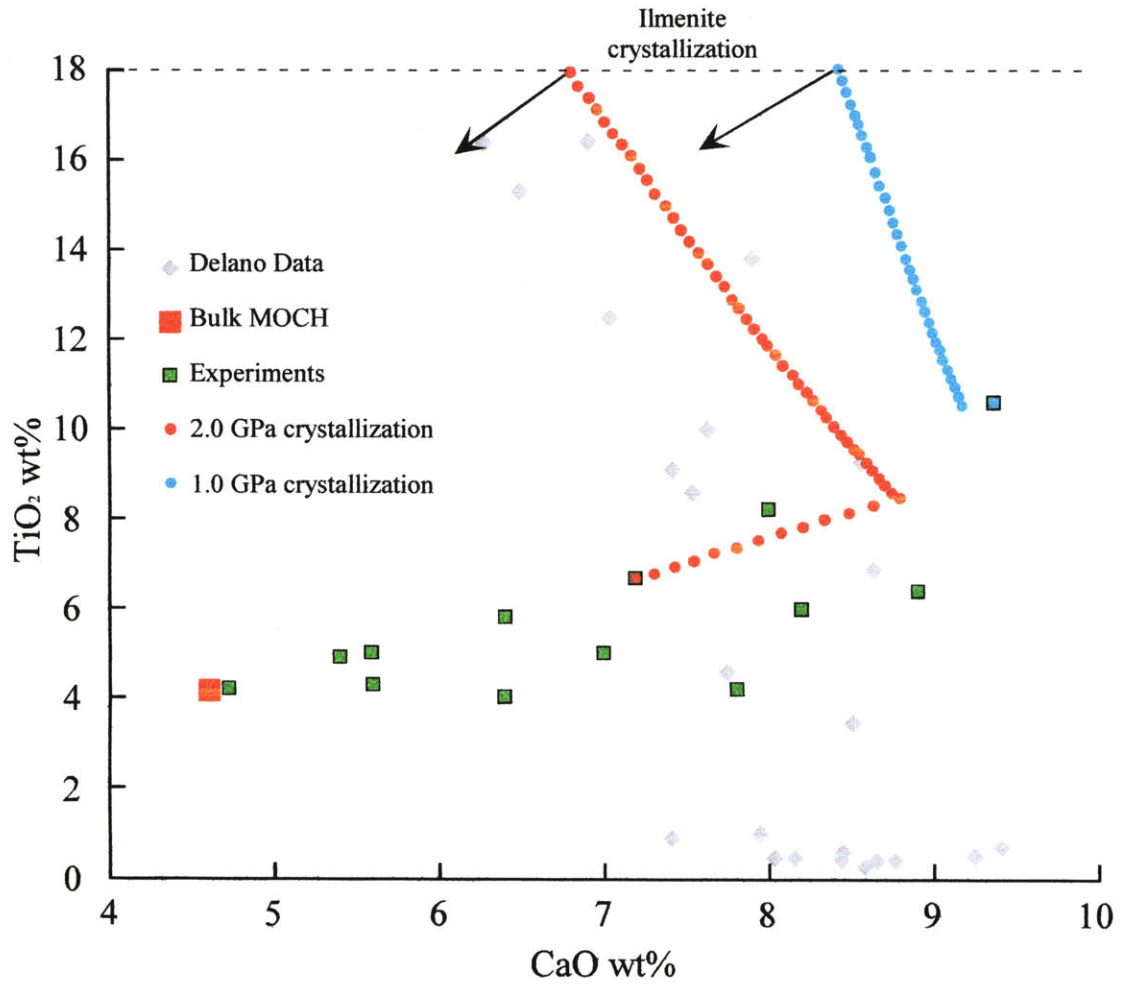 Ilmenite
crystallization
18
16
14
12
10
8
6
4
2
0
TiO₂ wt%
Delano Data
Bulk MOCH
Experiments
2.0 GPa crystallization
1.0 GPa crystallization
4 5 6 7 8 9 10
CaO wt%